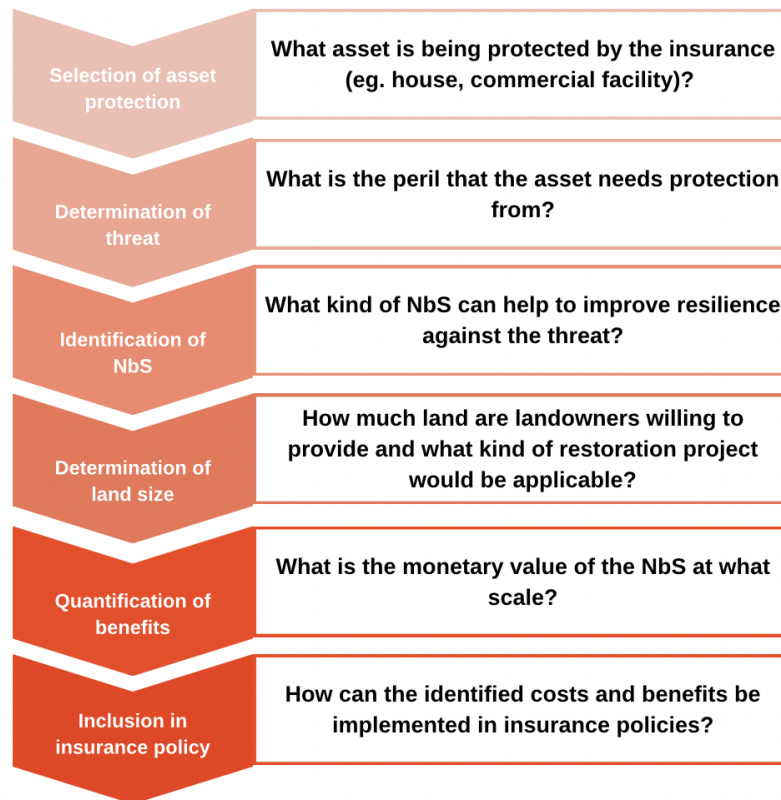 Selection of asset
protection
What asset is being protected by the insurance
(eg. house, commercial facility)?
Determination of
threat
What is the peril that the asset needs protection
from?
Identification of
NbS
What kind of NbS can help to improve resilience
against the threat?
Determination of
land size
How much land are landowners willing to
provide and what kind of restoration project
would be applicable?
Quantification of
benefits
What is the monetary value of the NbS at what
scale?
Inclusion in
insurance policy
How can the identified costs and benefits be
implemented in insurance policies?